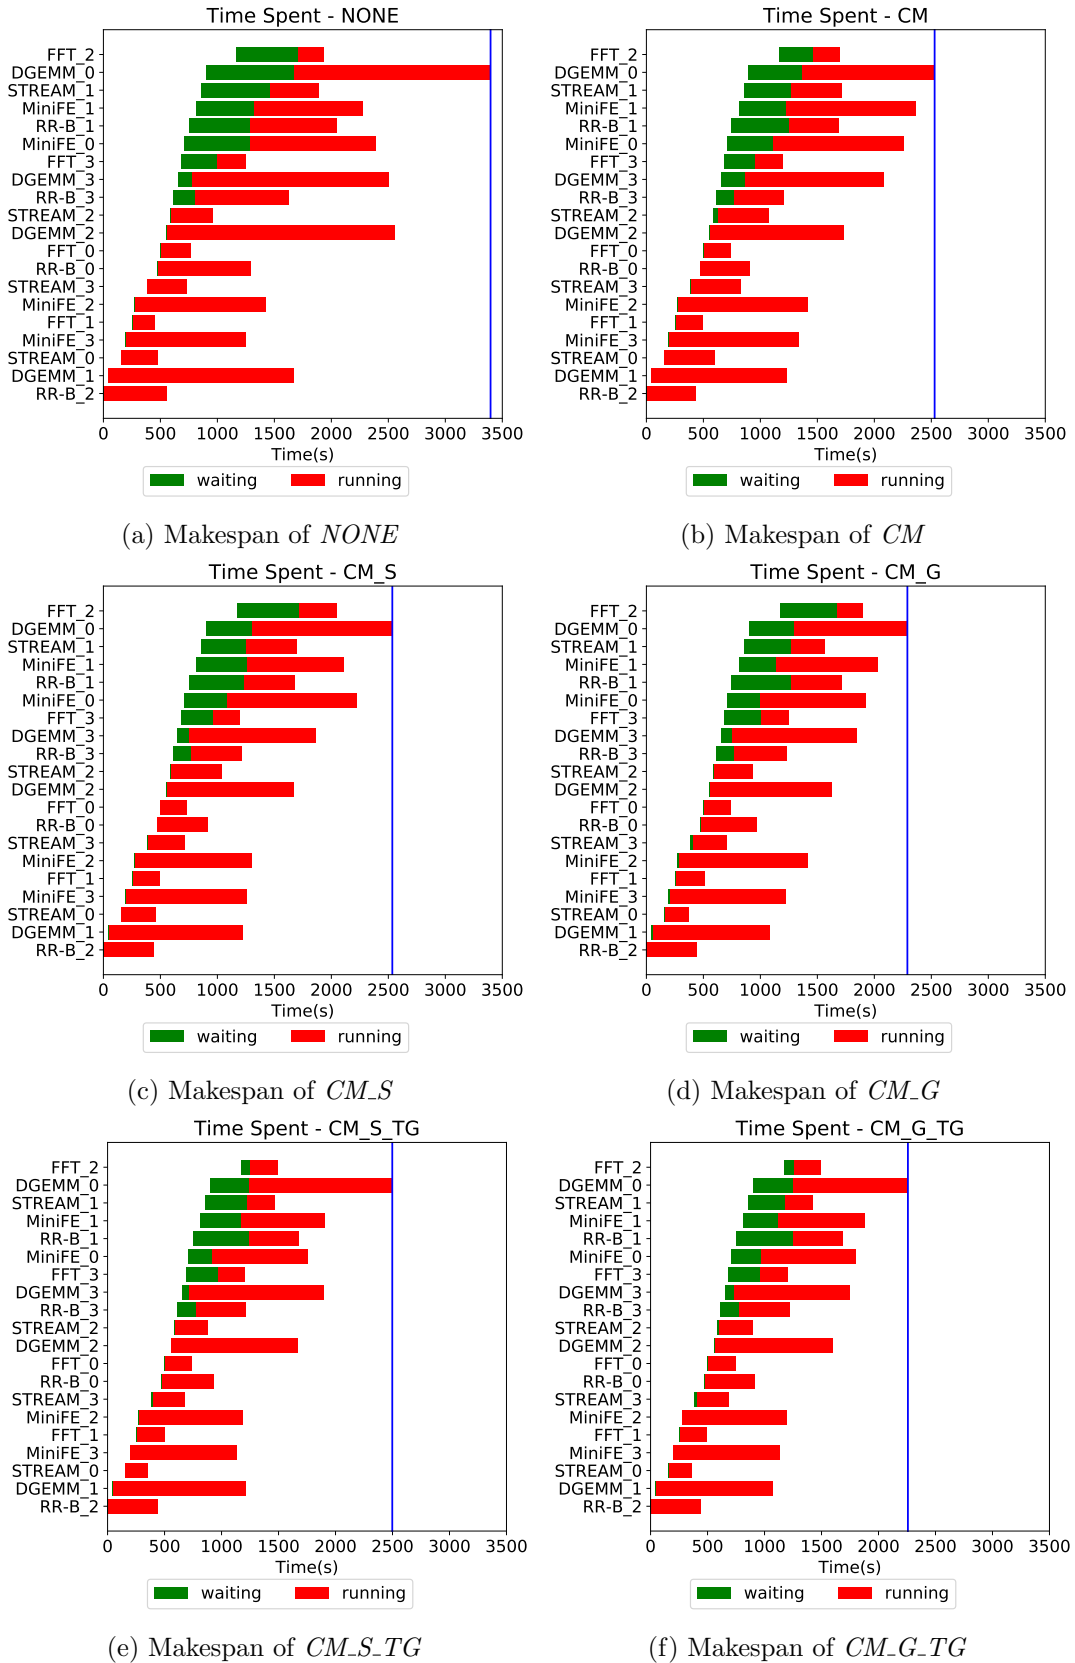 Time Spent - NONE
FFT_2
DGEMM_0
STREAM_1
MiniFE_1
RR-B_1
MiniFE_0
FFT_3
DGEMM_3
RR-B_3
STREAM_2
DGEMM_2
FFT_0
RR-B_0
STREAM_3
MiniFE_2
FFT_1
MiniFE_3
STREAM_0
DGEMM_1
RR-B_2
0 500 1000 1500 2000 2500 3000 3500
Time(s)
waiting running
(a) Makespan of NONE
Time Spent - CM
FFT_2
DGEMM_0
STREAM_1
MiniFE_1
RR-B_1
MiniFE_0
FFT_3
DGEMM_3
RR-B_3
STREAM_2
DGEMM_2
FFT_0
RR-B_0
STREAM_3
MiniFE_2
FFT_1
MiniFE_3
STREAM_0
DGEMM_1
RR-B_2
0 500 1000 1500 2000 2500 3000 3500
Time(s)
waiting running
(b) Makespan of CM
Time Spent - CM_S
FFT_2
DGEMM_0
STREAM_1
MiniFE_1
RR-B_1
MiniFE_0
FFT_3
DGEMM_3
RR-B_3
STREAM_2
DGEMM_2
FFT_0
RR-B_0
STREAM_3
MiniFE_2
FFT_1
MiniFE_3
STREAM_0
DGEMM_1
RR-B_2
0 500 1000 1500 2000 2500 3000 3500
Time(s)
waiting running
(c) Makespan of CM_S
Time Spent - CM_G
FFT_2
DGEMM_0
STREAM_1
MiniFE_1
RR-B_1
MiniFE_0
FFT_3
DGEMM_3
RR-B_3
STREAM_2
DGEMM_2
FFT_0
RR-B_0
STREAM_3
MiniFE_2
FFT_1
MiniFE_3
STREAM_0
DGEMM_1
RR-B_2
0 500 1000 1500 2000 2500 3000 3500
Time(s)
waiting running
(d) Makespan of CM_G
Time Spent - CM_S_TG
FFT_2
DGEMM_0
STREAM_1
MiniFE_1
RR-B_1
MiniFE_0
FFT_3
DGEMM_3
RR-B_3
STREAM_2
DGEMM_2
FFT_0
RR-B_0
STREAM_3
MiniFE_2
FFT_1
MiniFE_3
STREAM_0
DGEMM_1
RR-B_2
0 500 1000 1500 2000 2500 3000 3500
Time(s)
waiting running
(e) Makespan of CM_S_TG
Time Spent - CM_G_TG
FFT_2
DGEMM_0
STREAM_1
MiniFE_1
RR-B_1
MiniFE_0
FFT_3
DGEMM_3
RR-B_3
STREAM_2
DGEMM_2
FFT_0
RR-B_0
STREAM_3
MiniFE_2
FFT_1
MiniFE_3
STREAM_0
DGEMM_1
RR-B_2
0 500 1000 1500 2000 2500 3000 3500
Time(s)
waiting running
(f) Makespan of CM_G_TG